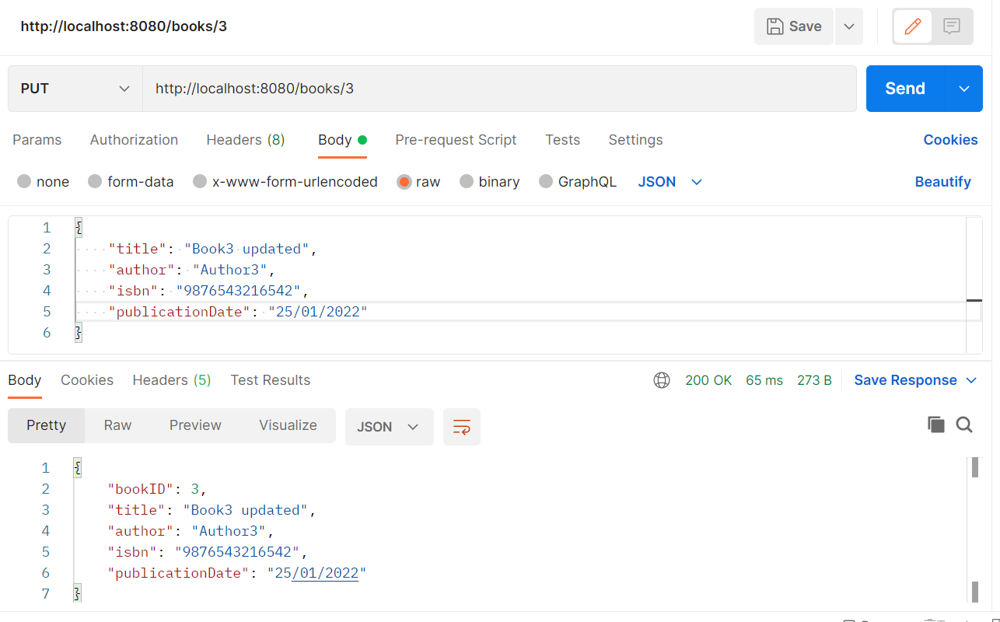 http://localhost:8080/books/3 Save
PUT http://localhost:8080/books/3 Send
Params Authorization Headers (8) Body Pre-request Script Tests Settings Cookies
none form-data x-www-form-urlencoded raw binary GraphQL JSON Beautify
1 {
2 "title": "Book3 updated",
3 "author": "Author3",
4 "isbn": "9876543216542",
5 "publicationDate": "25/01/2022"
6 }
Body Cookies Headers (5) Test Results 200 OK 65 ms 273 B Save Response
Pretty Raw Preview Visualize JSON
1 {
2 "bookID": 3,
3 "title": "Book3 updated",
4 "author": "Author3",
5 "isbn": "9876543216542",
6 "publicationDate": "25/01/2022"
7 }